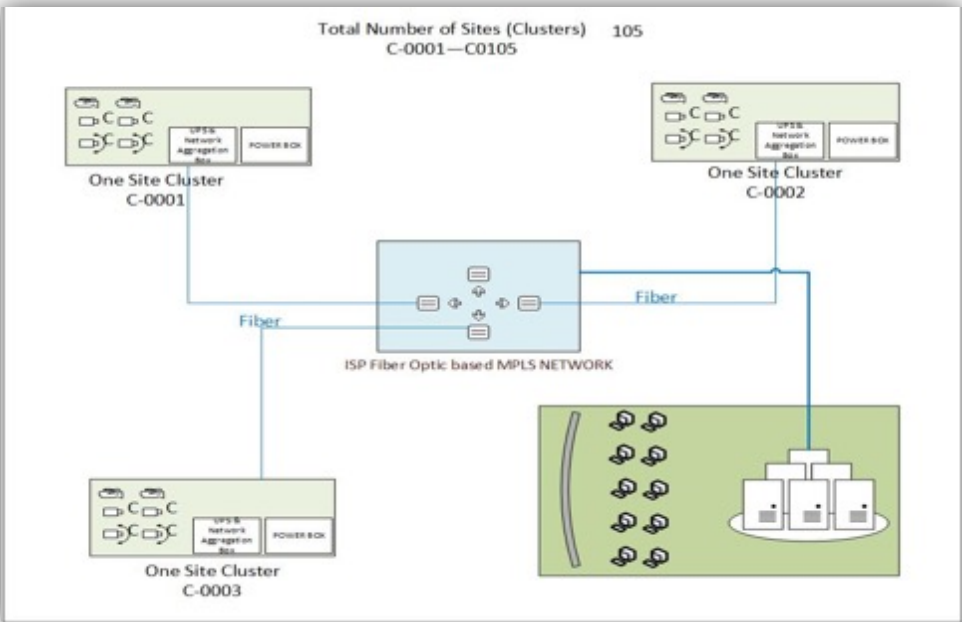 Total Number of Sites (Clusters) 105
C-0001—C0105
C C
C C
UPS &
Network
Aggregation
Box
POWER BOX
One Site Cluster
C-0001
C C
C C
UPS &
Network
Aggregation
Box
POWER BOX
One Site Cluster
C-0002
Fiber
Fiber
ISP Fiber Optic based MPLS NETWORK
C C
C C
UPS &
Network
Aggregation
Box
POWER BOX
One Site Cluster
C-0003